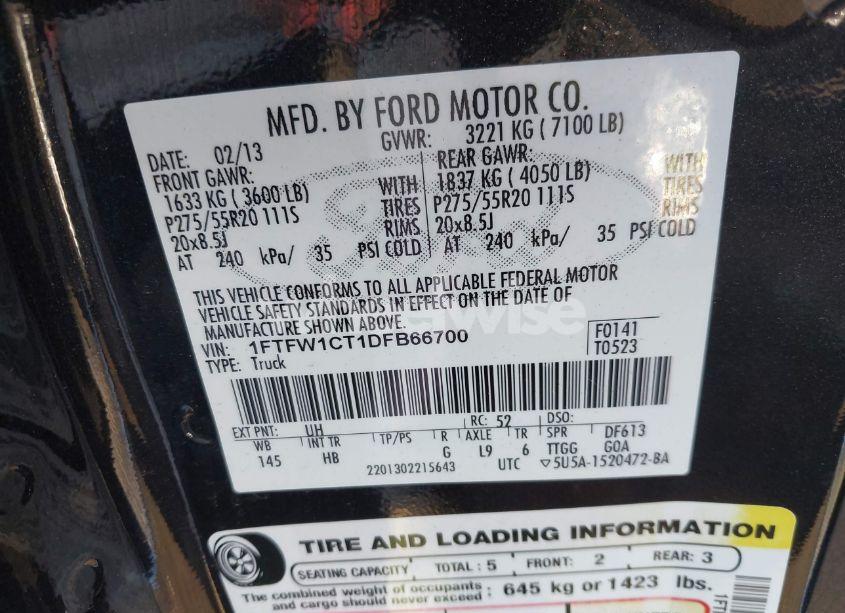 MFD. BY FORD MOTOR CO.
DATE: 02/13 GVWR: 3221 KG ( 7100 LB)
FRONT GAWR: REAR GAWR:
1633 KG ( 3600 LB) WITH 1837 KG ( 4050 LB) WITH
P275/55R20 111S TIRES P275/55R20 111S TIRES
20x8.5J RIMS 20x8.5J RIMS
AT 240 kPa/ 35 PSI COLD AT 240 kPa/ 35 PSI COLD
THIS VEHICLE CONFORMS TO ALL APPLICABLE FEDERAL MOTOR
VEHICLE SAFETY STANDARDS IN EFFECT ON THE DATE OF
MANUFACTURE SHOWN ABOVE.
VIN: 1FTFW1CT1DFB66700 F0141
TYPE: Truck T0523
EXT PNT: UH RC: 52 DSO:
WB INT TR TP/PS R AXLE TR SPR DF613
145 HB G L9 6 TTGG GOA
2201302215643 UTC ▽5U5A-1520472-BA
TIRE AND LOADING INFORMATION
SEATING CAPACITY TOTAL : 5 FRONT: 2 REAR: 3
The combined weight of occupants
and cargo should never exceed : 645 kg or 1423 lbs.